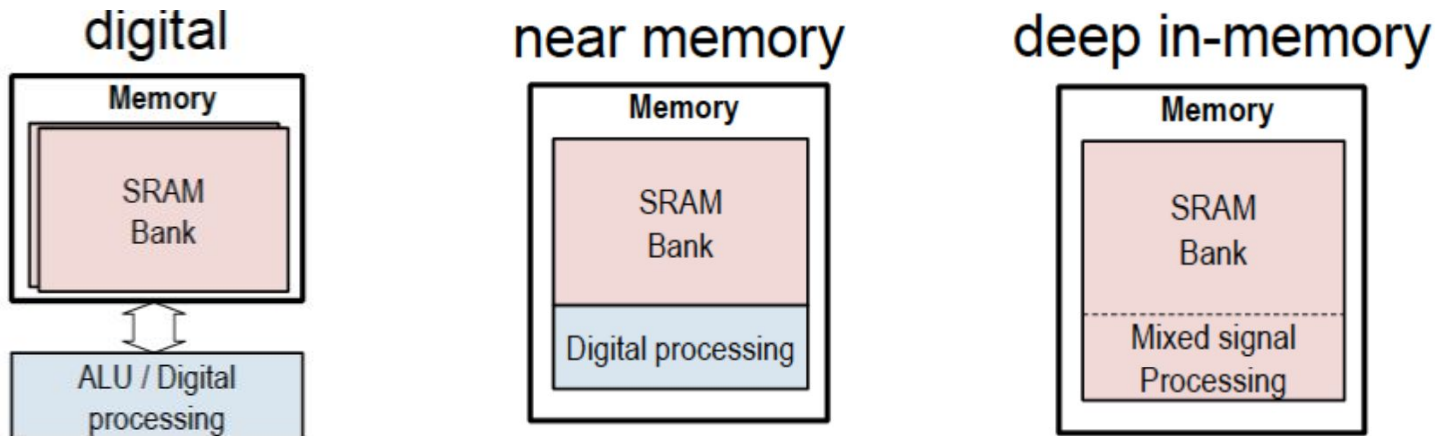 digital
Memory
SRAM
Bank
ALU / Digital
processing
near memory
Memory
SRAM
Bank
Digital processing
deep in-memory
Memory
SRAM
Bank
Mixed signal
Processing